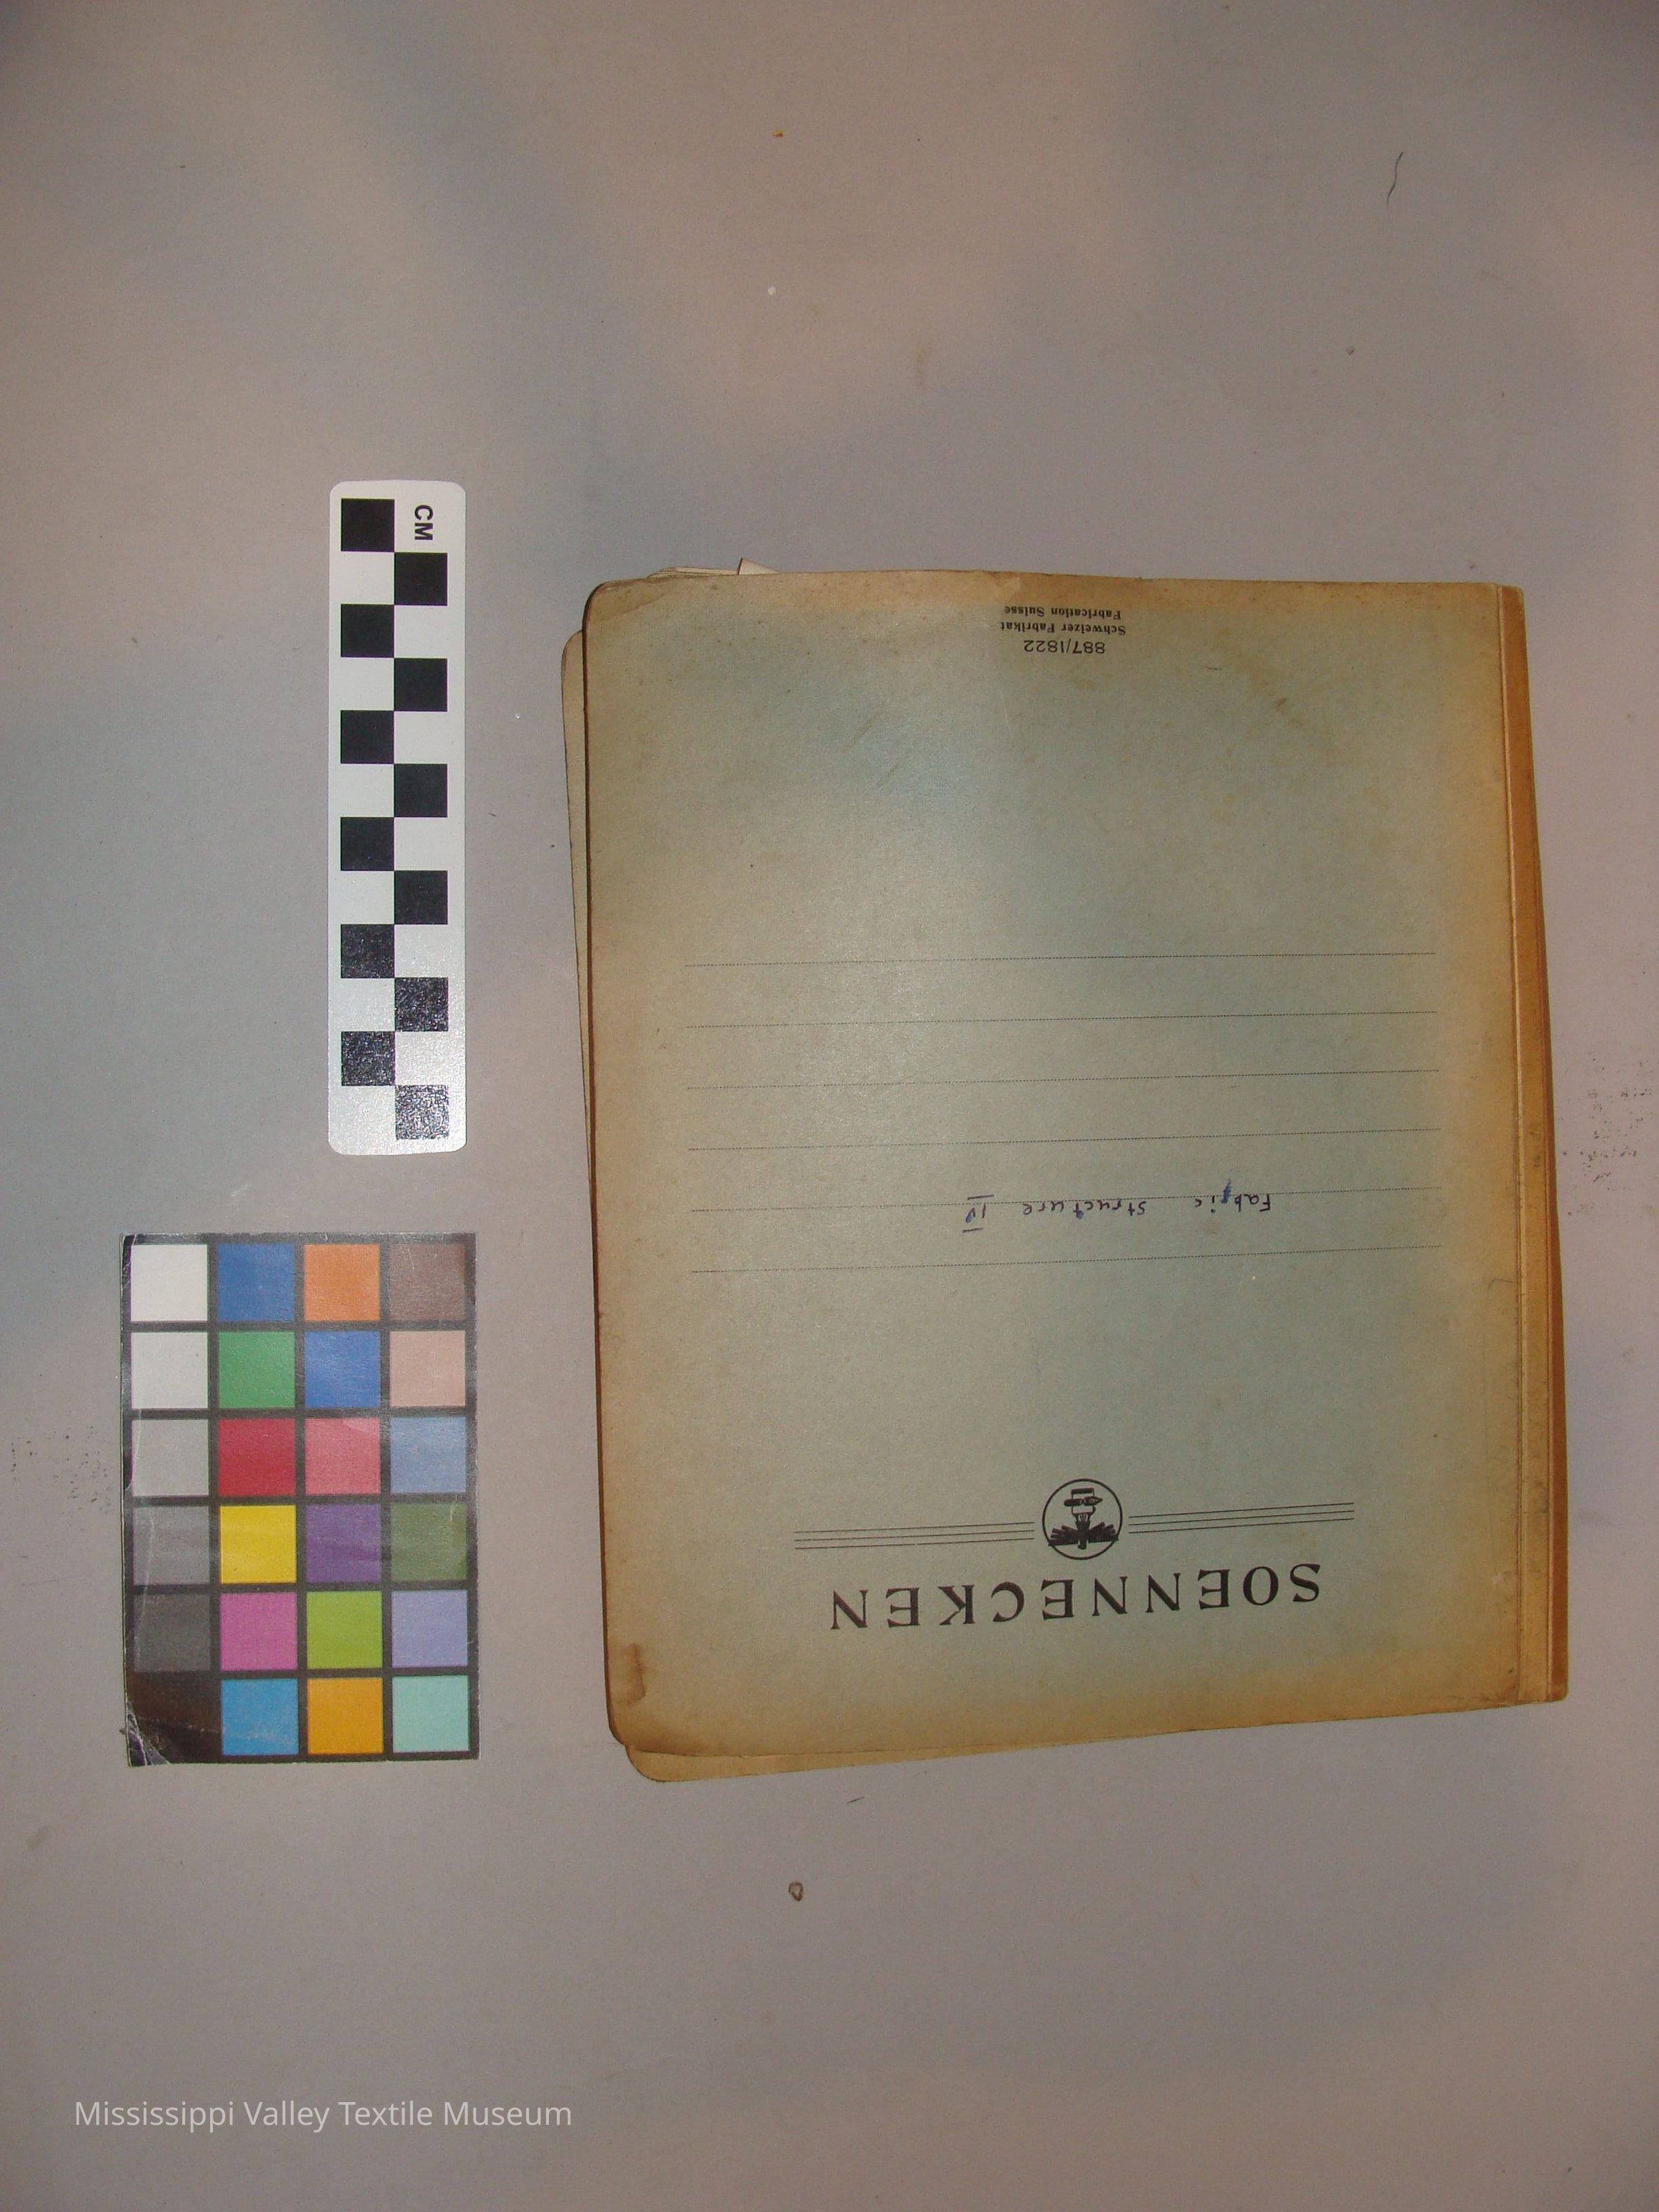 CM
SOENNECKEN
Fabric Structure IV
887/1822
Schweizer Fabrikat
Fabrication Suisse
Mississippi Valley Textile Museum